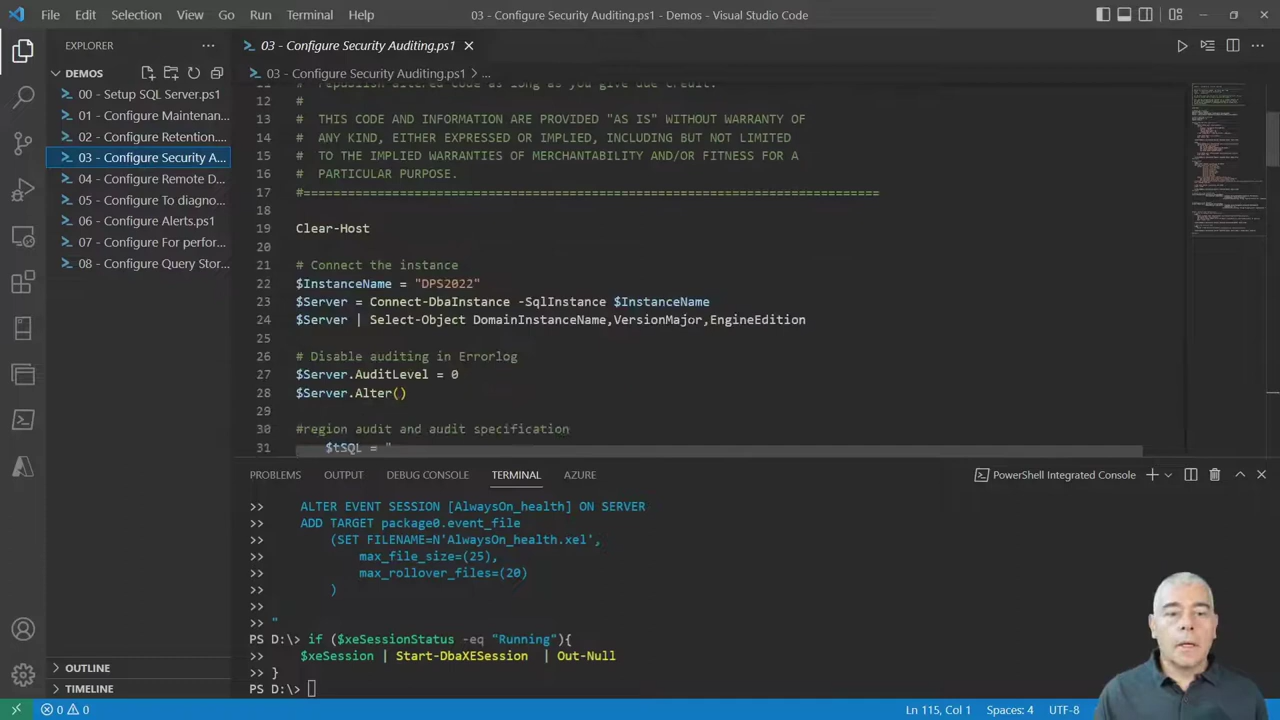 File Edit Selection View Go Run Terminal Help
03 - Configure Security Auditing.ps1 - Demos - Visual Studio Code
EXPLORER
DEMOS
00 - Setup SQL Server.ps1
01 - Configure Maintenan...
02 - Configure Retention....
03 - Configure Security A...
04 - Configure Remote D...
05 - Configure To diagno...
06 - Configure Alerts.ps1
07 - Configure For perfor...
08 - Configure Query Stor...
OUTLINE
TIMELINE
03 - Configure Security Auditing.ps1
03 - Configure Security Auditing.ps1 > ...
11 # republish altered code as long as you give due credit.
12 #
13 # THIS CODE AND INFORMATION ARE PROVIDED "AS IS" WITHOUT WARRANTY OF
14 # ANY KIND, EITHER EXPRESSED OR IMPLIED, INCLUDING BUT NOT LIMITED
15 # TO THE IMPLIED WARRANTIES OF MERCHANTABILITY AND/OR FITNESS FOR A
16 # PARTICULAR PURPOSE.
17 #==============================================================================
18
19 Clear-Host
20
21 # Connect the instance
22 $InstanceName = "DPS2022"
23 $Server = Connect-DbaInstance -SqlInstance $InstanceName
24 $Server | Select-Object DomainInstanceName,VersionMajor,EngineEdition
25
26 # Disable auditing in Errorlog
27 $Server.AuditLevel = 0
28 $Server.Alter()
29
30 #region audit and audit specification
31 $tSQL = "
PROBLEMS OUTPUT DEBUG CONSOLE TERMINAL AZURE
PowerShell Integrated Console
>> ALTER EVENT SESSION [AlwaysOn_health] ON SERVER
>> ADD TARGET package0.event_file
>> (SET FILENAME=N'AlwaysOn_health.xel',
>> max_file_size=(25),
>> max_rollover_files=(20)
>> )
>>
>> "
PS D:\> if ($xeSessionStatus -eq "Running"){
>> $xeSession | Start-DbaXESession | Out-Null
>> }
PS D:\>
0 0
Ln 115, Col 1 Spaces: 4 UTF-8